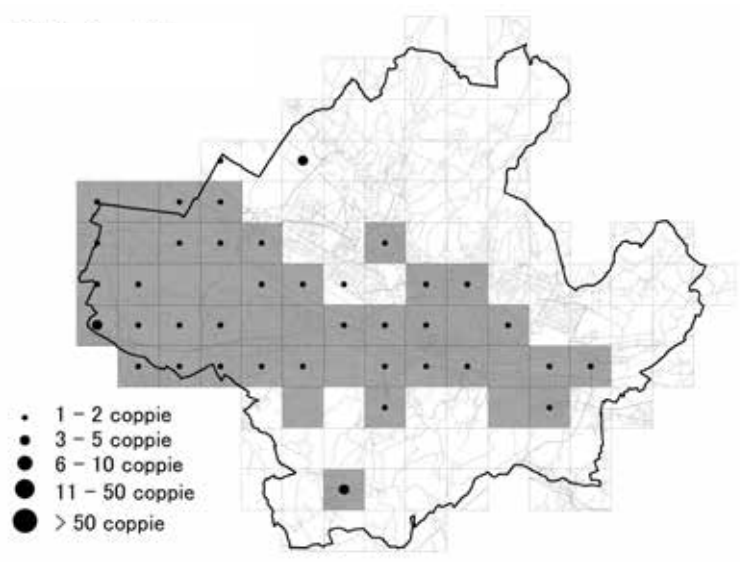 1 – 2 coppie
3 – 5 coppie
6 – 10 coppie
11 – 50 coppie
> 50 coppie